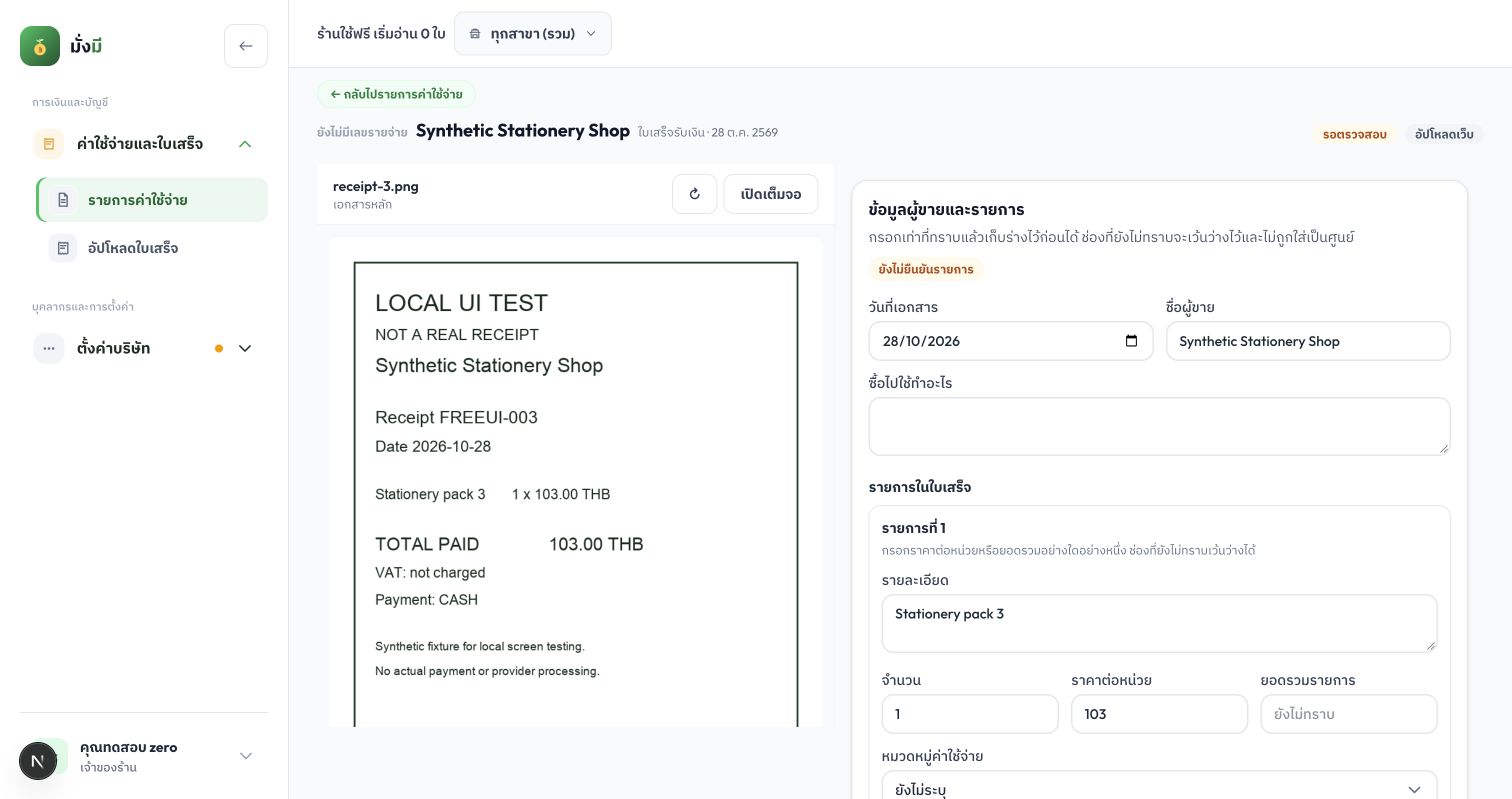 มั่งมี
←
การเงินและบัญชี
ค่าใช้จ่ายและใบเสร็จ
รายการค่าใช้จ่าย
อัปโหลดใบเสร็จ
บุคลากรและการตั้งค่า
ตั้งค่าบริษัท
N
คุณทดสอบ zero
เจ้าของร้าน
ร้านใช้ฟรี เริ่มอ่าน 0 ใบ
ทุกสาขา (รวม)
← กลับไปรายการค่าใช้จ่าย
ยังไม่มีเลขรายจ่าย Synthetic Stationery Shop ใบเสร็จรับเงิน · 28 ต.ค. 2569
รอตรวจสอบ อัปโหลดเว็บ
receipt-3.png
เอกสารหลัก
↻ เปิดเต็มจอ
LOCAL UI TEST
NOT A REAL RECEIPT
Synthetic Stationery Shop
Receipt FREEUI-003
Date 2026-10-28
Stationery pack 3 1 x 103.00 THB
TOTAL PAID 103.00 THB
VAT: not charged
Payment: CASH
Synthetic fixture for local screen testing.
No actual payment or provider processing.
ข้อมูลผู้ขายและรายการ
กรอกเท่าที่ทราบแล้วเก็บร่างไว้ก่อนได้ ช่องที่ยังไม่ทราบจะเว้นว่างไว้และไม่ถูกใส่เป็นศูนย์
ยังไม่ยืนยันรายการ
วันที่เอกสาร ชื่อผู้ขาย
28/10/2026 Synthetic Stationery Shop
ซื้อไปใช้ทำอะไร
รายการในใบเสร็จ
รายการที่ 1
กรอกราคาต่อหน่วยหรือยอดรวมอย่างใดอย่างหนึ่ง ช่องที่ยังไม่ทราบเว้นว่างได้
รายละเอียด
Stationery pack 3
จำนวน ราคาต่อหน่วย ยอดรวมรายการ
1 103 ยังไม่ทราบ
หมวดหมู่ค่าใช้จ่าย
ยังไม่ระบุ